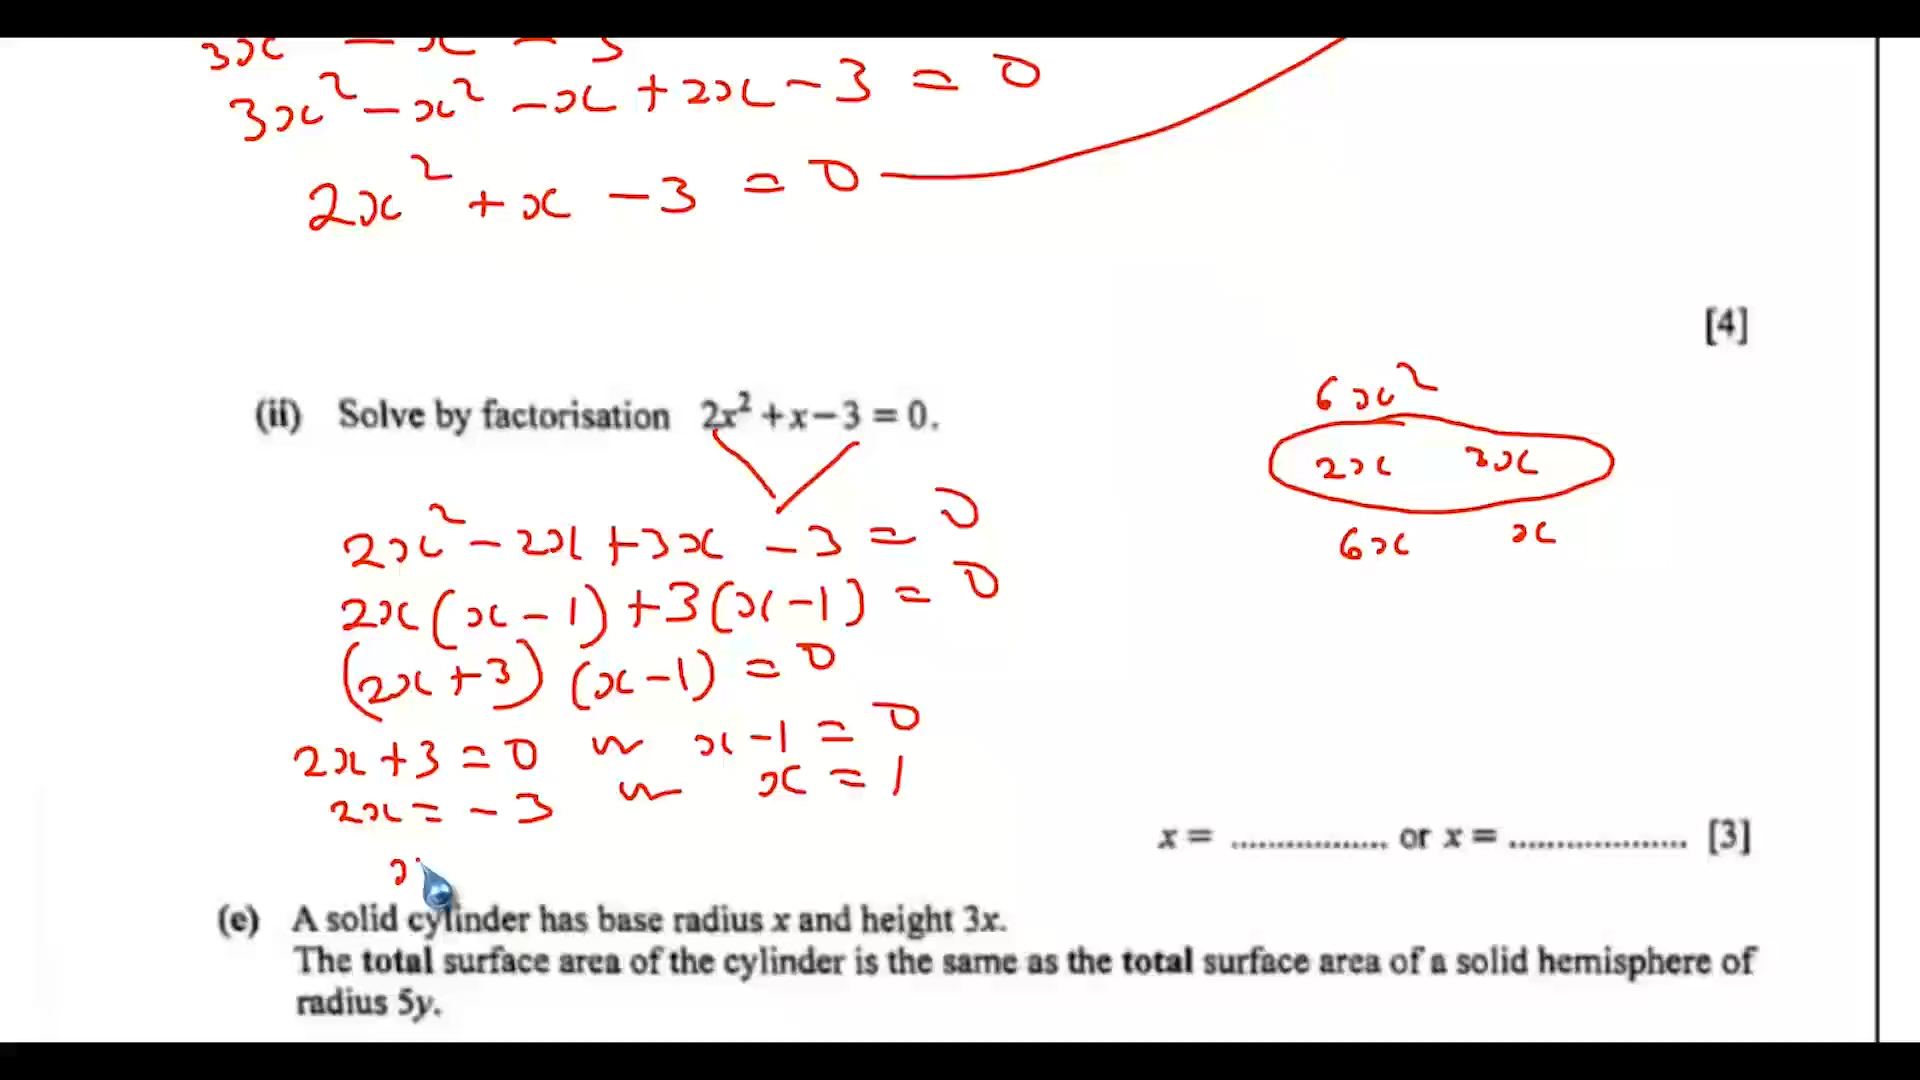 3x² - x² - x + 2x - 3 = 0
2x² + x - 3 = 0
[4]
(ii) Solve by factorisation 2x² + x – 3 = 0.
6x²
2x 3x
6x x
2x² - 2x + 3x - 3 = 0
2x(x - 1) + 3(x - 1) = 0
(2x + 3) (x - 1) = 0
2x + 3 = 0 or x - 1 = 0
2x = - 3 or x = 1
x = ................. or x = .................... [3]
(e) A solid cylinder has base radius x and height 3x.
The total surface area of the cylinder is the same as the total surface area of a solid hemisphere of
radius 5y.